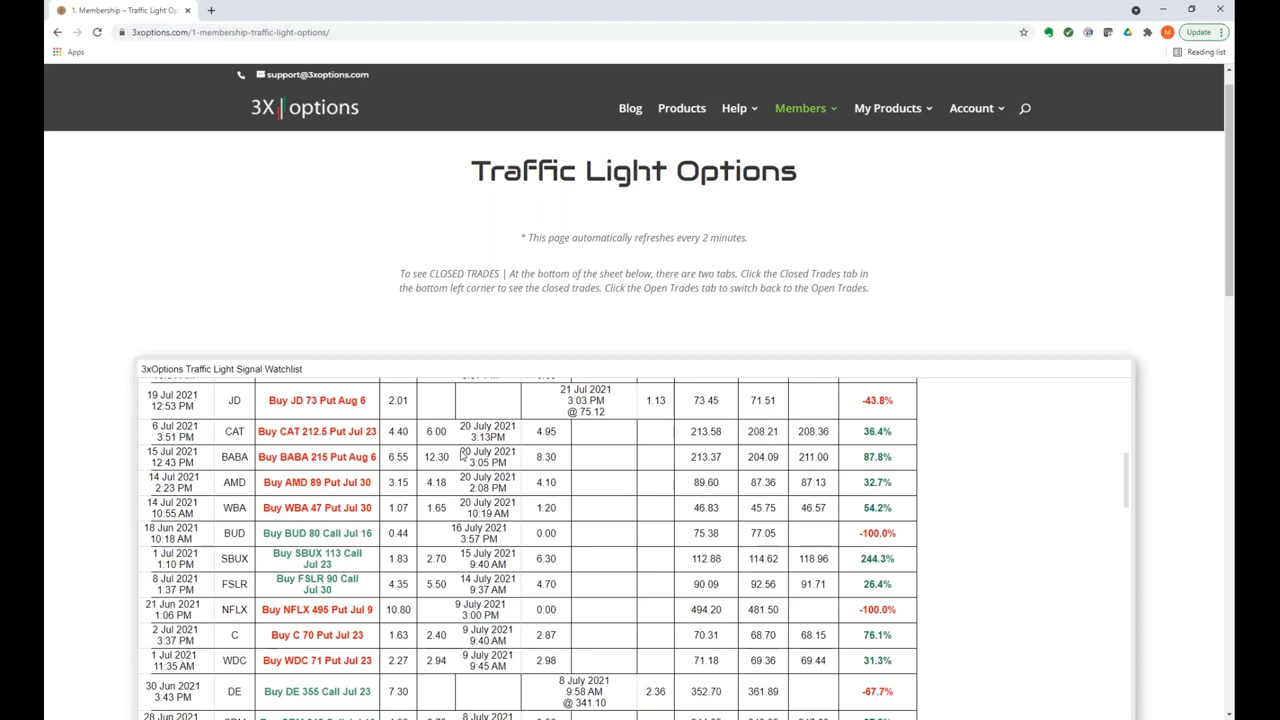 1. Membership – Traffic Light Op
3xoptions.com/1-membership-traffic-light-options/
Update
Apps
Reading list
support@3xoptions.com
3X options
Blog Products Help Members My Products Account
Traffic Light Options
* This page automatically refreshes every 2 minutes.
To see CLOSED TRADES | At the bottom of the sheet below, there are two tabs. Click the Closed Trades tab in
the bottom left corner to see the closed trades. Click the Open Trades tab to switch back to the Open Trades.
3xOptions Traffic Light Signal Watchlist
19 Jul 2021 12:53 PM JD Buy JD 73 Put Aug 6 2.01 21 Jul 2021 3:03 PM @ 75.12 1.13 73.45 71.51 -43.8%
6 Jul 2021 3:51 PM CAT Buy CAT 212.5 Put Jul 23 4.40 6.00 20 July 2021 3:13PM 4.95 213.58 208.21 208.36 36.4%
15 Jul 2021 12:43 PM BABA Buy BABA 215 Put Aug 6 6.55 12.30 20 July 2021 3:05 PM 8.30 213.37 204.09 211.00 87.8%
14 Jul 2021 2:23 PM AMD Buy AMD 89 Put Jul 30 3.15 4.18 20 July 2021 2:08 PM 4.10 89.60 87.36 87.13 32.7%
14 Jul 2021 10:55 AM WBA Buy WBA 47 Put Jul 30 1.07 1.65 20 July 2021 10:19 AM 1.20 46.83 45.75 46.57 54.2%
18 Jun 2021 10:18 AM BUD Buy BUD 80 Call Jul 16 0.44 16 July 2021 3:57 PM 0.00 75.38 77.05 -100.0%
1 Jul 2021 1:10 PM SBUX Buy SBUX 113 Call Jul 23 1.83 2.70 15 July 2021 9:40 AM 6.30 112.88 114.62 118.96 244.3%
8 Jul 2021 1:37 PM FSLR Buy FSLR 90 Call Jul 30 4.35 5.50 14 July 2021 9:37 AM 4.70 90.09 92.56 91.71 26.4%
21 Jun 2021 1:06 PM NFLX Buy NFLX 495 Put Jul 9 10.80 9 July 2021 3:00 PM 0.00 494.20 481.50 -100.0%
2 Jul 2021 3:37 PM C Buy C 70 Put Jul 23 1.63 2.40 9 July 2021 9:40 AM 2.87 70.31 68.70 68.15 76.1%
1 Jul 2021 11:35 AM WDC Buy WDC 71 Put Jul 23 2.27 2.94 9 July 2021 9:45 AM 2.98 71.18 69.36 69.44 31.3%
30 Jun 2021 3:43 PM DE Buy DE 355 Call Jul 23 7.30 8 July 2021 9:58 AM @ 341.10 2.36 352.70 361.89 -67.7%
28 Jun 2021 8 July 2021